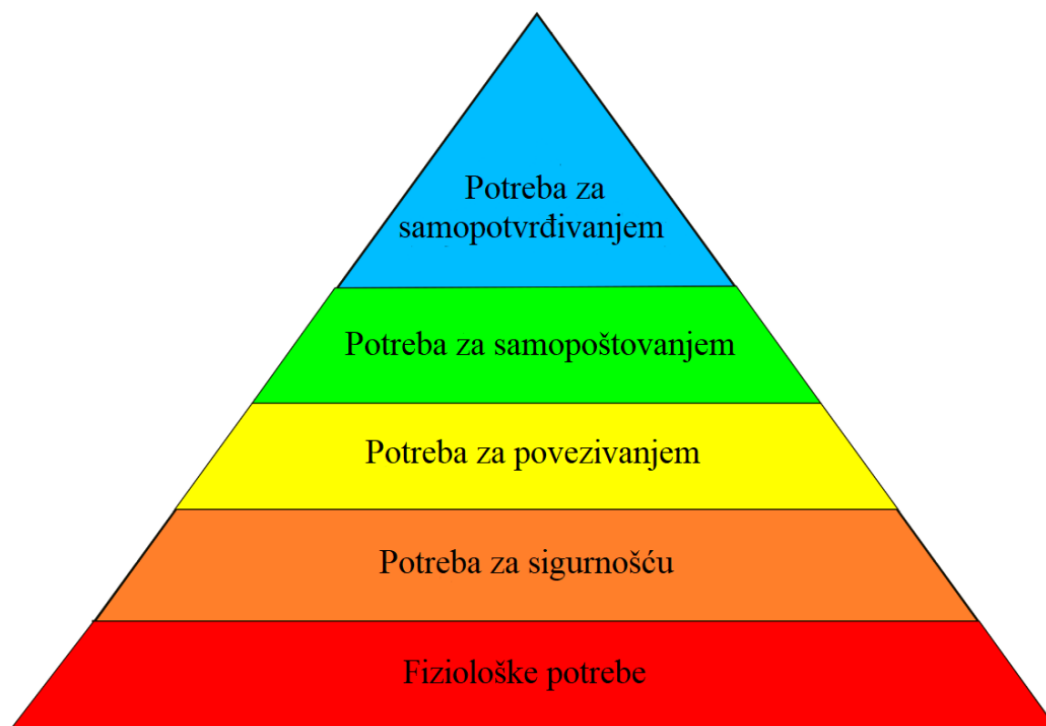 Potreba za
samopotvrđivanjem
Potreba za samopoštovanjem
Potreba za povezivanjem
Potreba za sigurnošću
Fiziološke potrebe